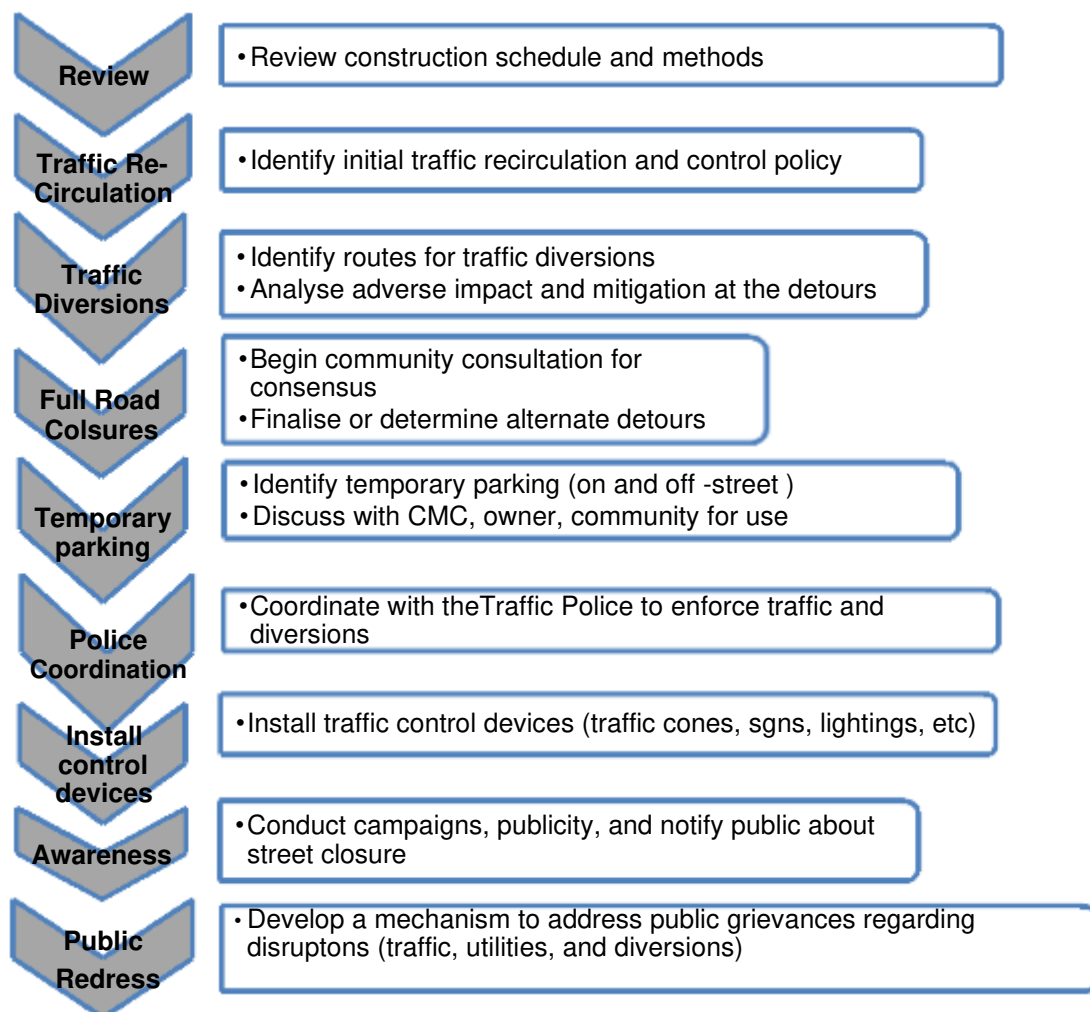 Review
• Review construction schedule and methods
Traffic Re-
Circulation
• Identify initial traffic recirculation and control policy
Traffic
Diversions
• Identify routes for traffic diversions
• Analyse adverse impact and mitigation at the detours
Full Road
Colsures
• Begin community consultation for
consensus
• Finalise or determine alternate detours
Temporary
parking
• Identify temporary parking (on and off -street )
• Discuss with CMC, owner, community for use
Police
Coordination
• Coordinate with theTraffic Police to enforce traffic and
diversions
Install
control
devices
• Install traffic control devices (traffic cones, sgns, lightings, etc)
Awareness
• Conduct campaigns, publicity, and notify public about
street closure
Public
Redress
• Develop a mechanism to address public grievances regarding
disruptons (traffic, utilities, and diversions)